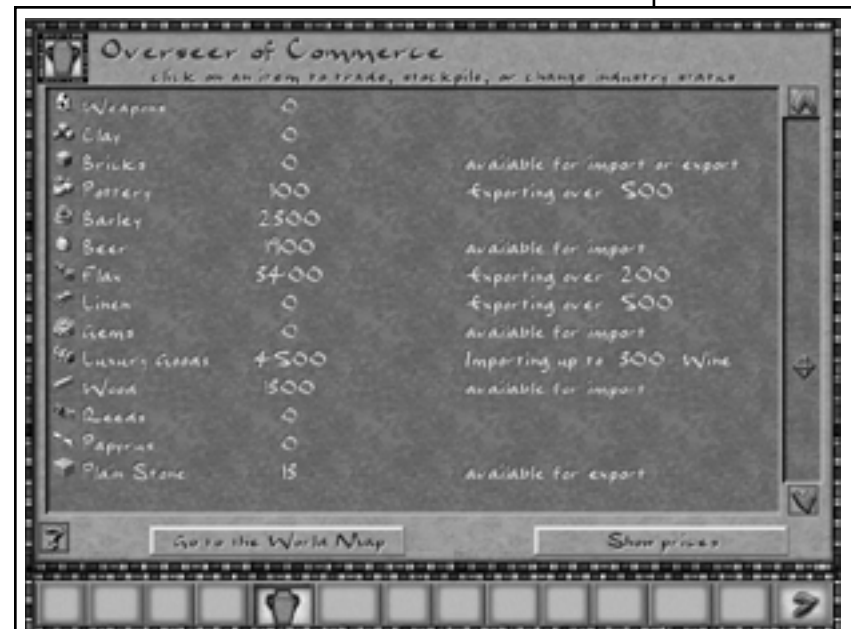 Overseer of Commerce
click on an item to trade, stockpile, or change industry status
Weapons 0
Clay 0
Bricks 0 available for import or export
Pottery 100 Exporting over 500
Barley 2500
Beer 1900 available for import
Flax 3400 Exporting over 200
Linen 0 Exporting over 500
Gems 0 available for import
Luxury Goods 4500 Importing up to 300 Wine
Wood 1500 available for import
Reeds 0
Papyrus 0
Plain Stone 15 available for export
? Go to the World Map Show prices